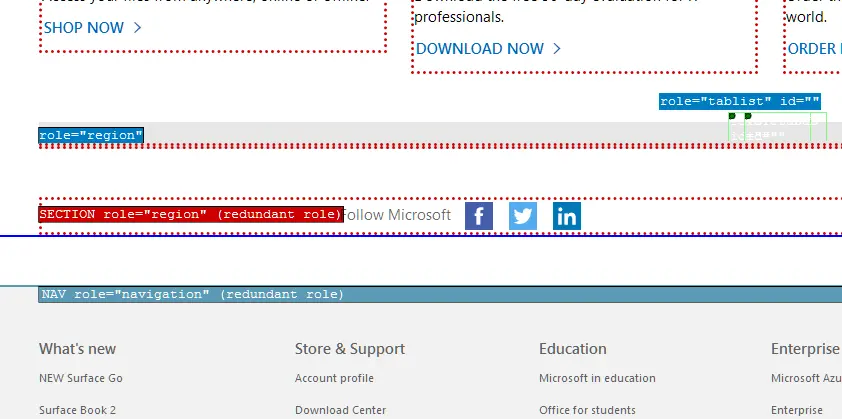 SHOP NOW
professionals.
DOWNLOAD NOW
world.
ORDER
role="tablist" id=""
role="region"
SECTION role="region" (redundant role)
Follow Microsoft
NAV role="navigation" (redundant role)
What's new
Store & Support
Education
Enterprise
NEW Surface Go
Account profile
Microsoft in education
Microsoft Azu
Surface Book 2
Download Center
Office for students
Enterprise